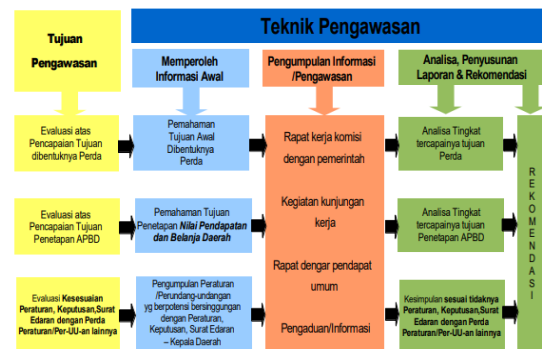 Tujuan
Pengawasan
Teknik Pengawasan
Memperoleh
Informasi Awal
Pengumpulan Informasi
/Pengawasan
Analisa, Penyusunan
Laporan & Rekomendasi
Evaluasi atas
Pencapaian Tujuan
dibentuknya Perda
Pemahaman
Tujuan Awal
Dibentuknya
Perda
Rapat kerja komisi
dengan pemerintah
Kegiatan kunjungan
kerja
Rapat dengar pendapat
umum
Pengaduan/Informasi
Analisa Tingkat
tercapainya tujuan
Perda
Evaluasi atas
Pencapaian Tujuan
Penetapan APBD
Pemahaman Tujuan
Penetapan Nilai Pendapatan
dan Belanja Daerah
Analisa Tingkat
tercapainya tujuan
Penetapan APBD
Evaluasi Kesesuaian
Peraturan, Keputusan,Surat
Edaran dengan Perda
Peraturan/Per-UU-an lainnya
Pengumpulan Peraturan
/Perundang-undangan
yg berpotensi bersinggungan
dengan Peraturan,
Keputusan, Surat Edaran
– Kepala Daerah
Kesimpulan sesuai tidaknya
Peraturan, Keputusan,Surat
Edaran dengan Perda
Peraturan/Per-UU-an lainnya
REKOMENDASI